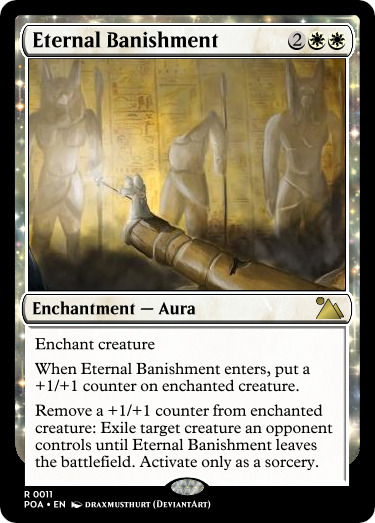 Eternal Banishment 2
Enchantment — Aura
Enchant creature
When Eternal Banishment enters, put a
+1/+1 counter on enchanted creature.
Remove a +1/+1 counter from enchanted
creature: Exile target creature an opponent
controls until Eternal Banishment leaves
the battlefield. Activate only as a sorcery.
R 0011
POA • EN DRAXMUSTHURT (DEVIANTART)